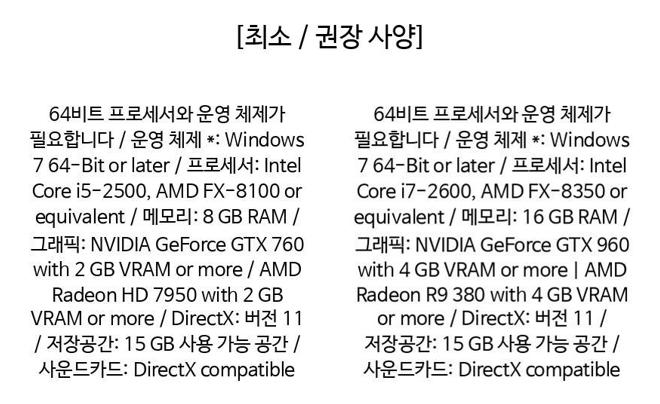 [최소 / 권장 사양]
64비트 프로세서와 운영 체제가
필요합니다 / 운영 체제 *: Windows
7 64-Bit or later / 프로세서: Intel
Core i5-2500, AMD FX-8100 or
equivalent / 메모리: 8 GB RAM /
그래픽: NVIDIA GeForce GTX 760
with 2 GB VRAM or more / AMD
Radeon HD 7950 with 2 GB
VRAM or more / DirectX: 버전 11
/ 저장공간: 15 GB 사용 가능 공간 /
사운드카드: DirectX compatible
64비트 프로세서와 운영 체제가
필요합니다 / 운영 체제 *: Windows
7 64-Bit or later / 프로세서: Intel
Core i7-2600, AMD FX-8350 or
equivalent / 메모리: 16 GB RAM /
그래픽: NVIDIA GeForce GTX 960
with 4 GB VRAM or more | AMD
Radeon R9 380 with 4 GB VRAM
or more / DirectX: 버전 11 /
저장공간: 15 GB 사용 가능 공간 /
사운드카드: DirectX compatible